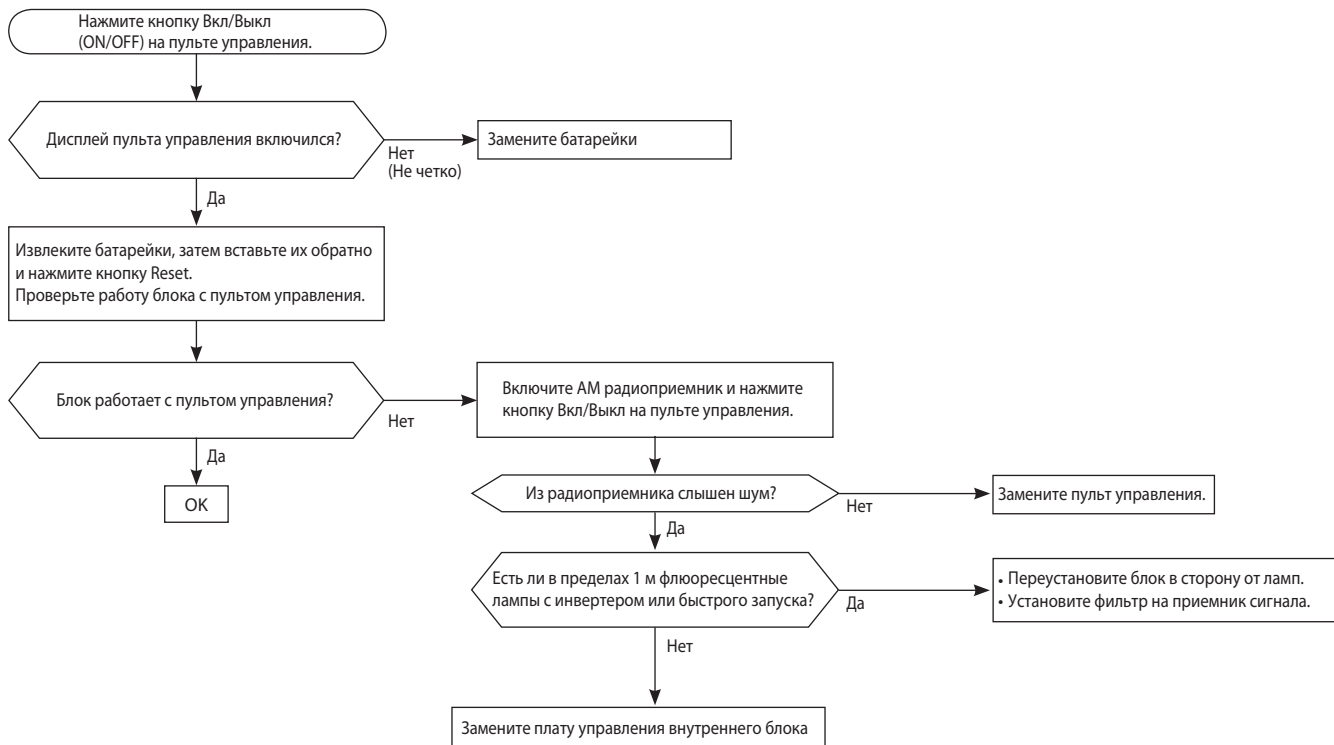 Нажмите кнопку Вкл/Выкл
(ON/OFF) на пульте управления.
Дисплей пульта управления включился?
Нет
(Не четко)
Замените батарейки
Да
Извлеките батарейки, затем вставьте их обратно
и нажмите кнопку Reset.
Проверьте работу блока с пультом управления.
Блок работает с пультом управления?
Нет
Включите АМ радиоприемник и нажмите
кнопку Вкл/Выкл на пульте управления.
Да
OK
Из радиоприемника слышен шум?
Нет
Замените пульт управления.
Да
Есть ли в пределах 1 м флюоресцентные
лампы с инвертером или быстрого запуска?
Да
• Переустановите блок в сторону от ламп.
• Установите фильтр на приемник сигнала.
Нет
Замените плату управления внутреннего блока